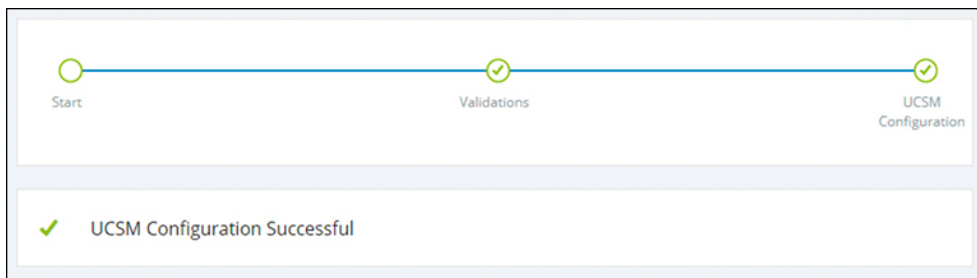 Start
Validations
UCSM
Configuration
UCSM Configuration Successful